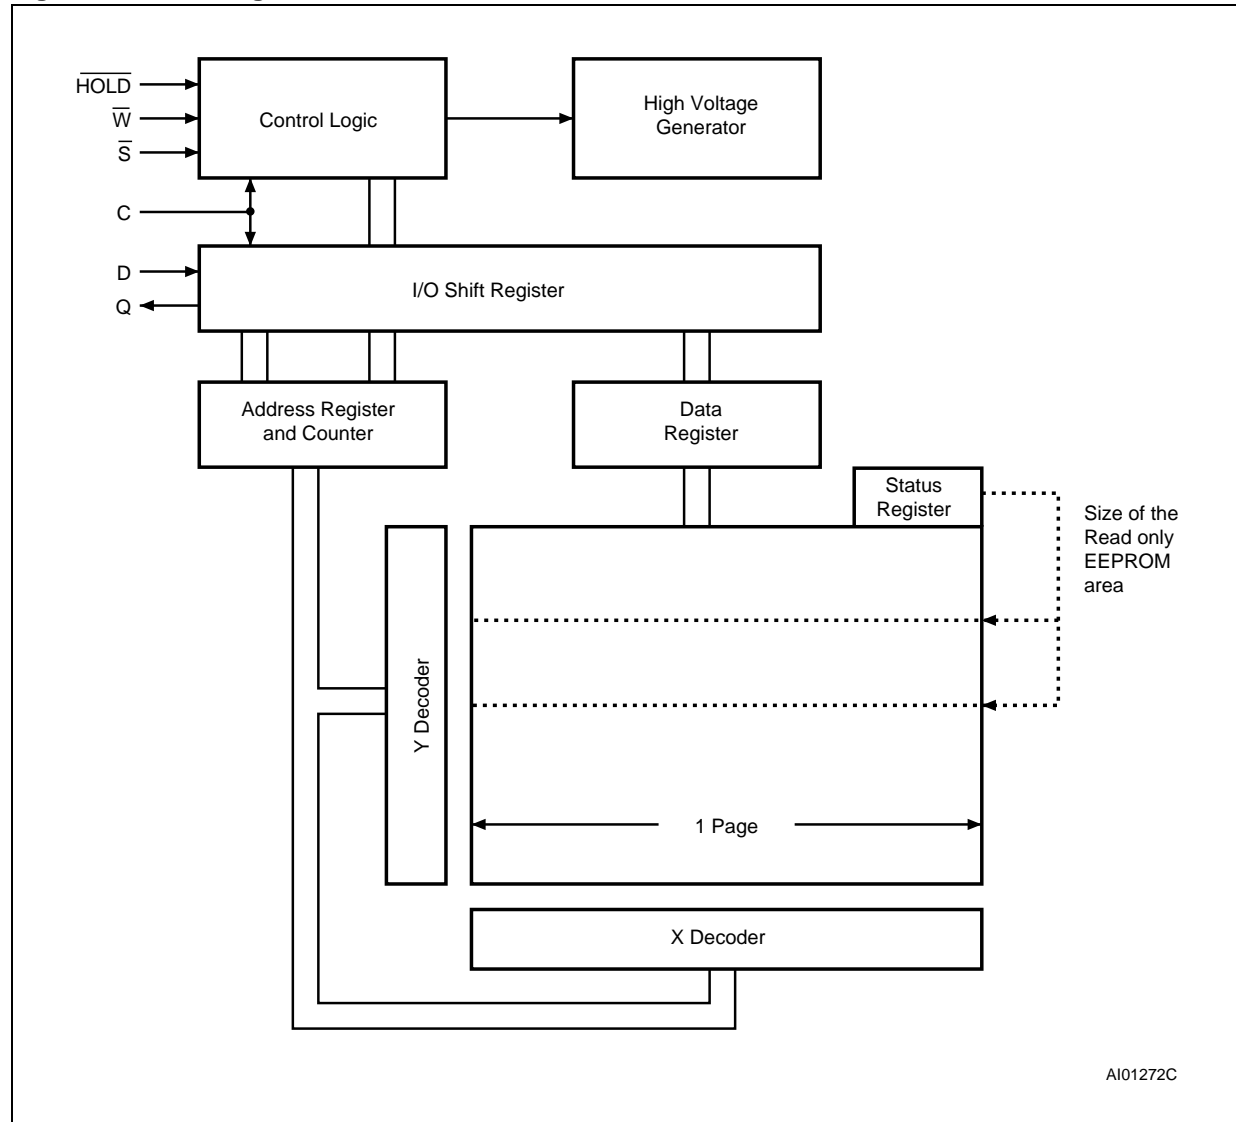 HOLD
W
S
C
D
Q
Control Logic
High Voltage
Generator
I/O Shift Register
Address Register
and Counter
Data
Register
Status
Register
Size of the
Read only
EEPROM
area
Y Decoder
1 Page
X Decoder
AI01272C